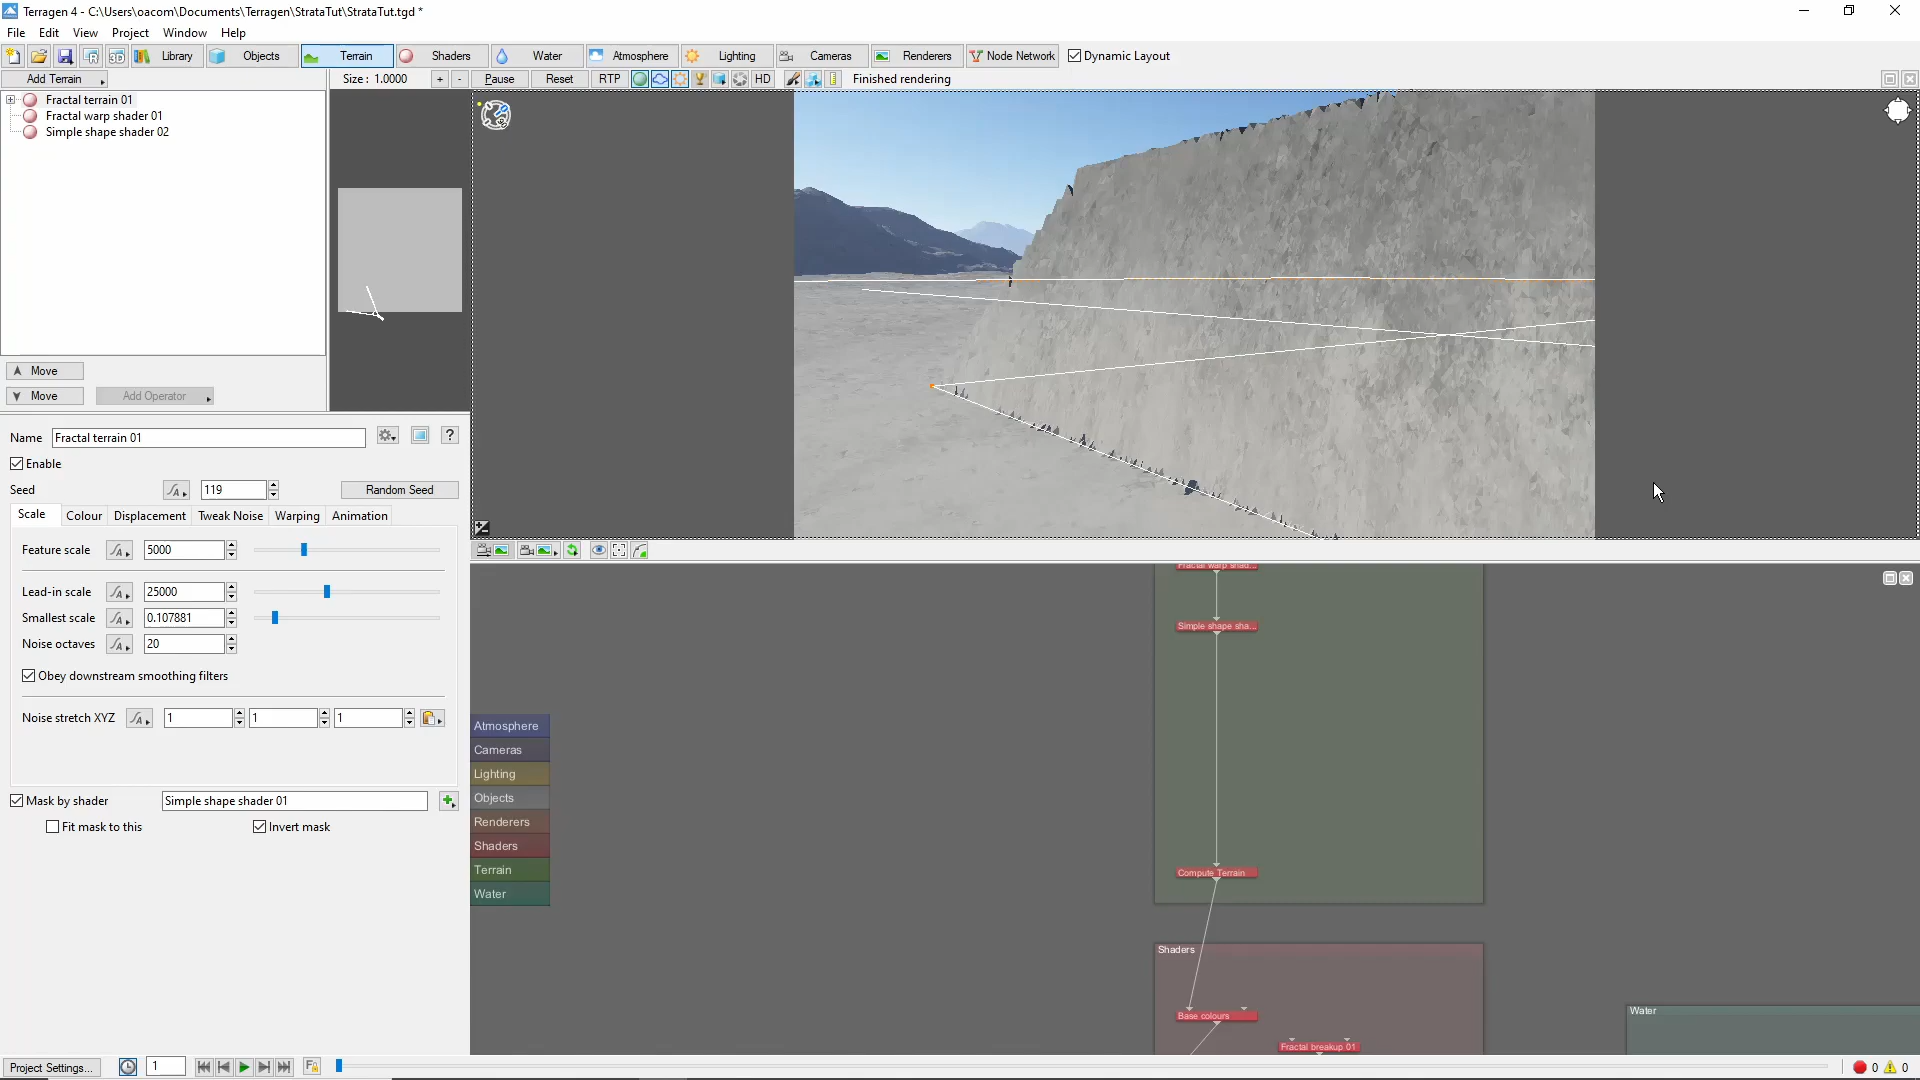 Terragen 4 - C:\Users\oacom\Documents\Terragen\StrataTut\StrataTut.tgd *
File Edit View Project Window Help
Library Objects Terrain Shaders Water Atmosphere Lighting Cameras Renderers Node Network Dynamic Layout
Add Terrain Size : 1.0000 + - Pause Reset RTP HD Finished rendering
Fractal terrain 01
Fractal warp shader 01
Simple shape shader 02
Move
Move Add Operator
Name Fractal terrain 01 ?
Enable
Seed 119 Random Seed
Scale Colour Displacement Tweak Noise Warping Animation
Feature scale 5000
Lead-in scale 25000
Smallest scale 0.107881
Noise octaves 20
Obey downstream smoothing filters
Noise stretch XYZ 1 1 1
Mask by shader Simple shape shader 01
Fit mask to this Invert mask
Fractal warp shad...
Simple shape sha...
Compute Terrain
Atmosphere
Cameras
Lighting
Objects
Renderers
Shaders
Terrain
Water
Shaders
Base colours
Fractal breakup 01
Water
Project Settings... 1 0 0